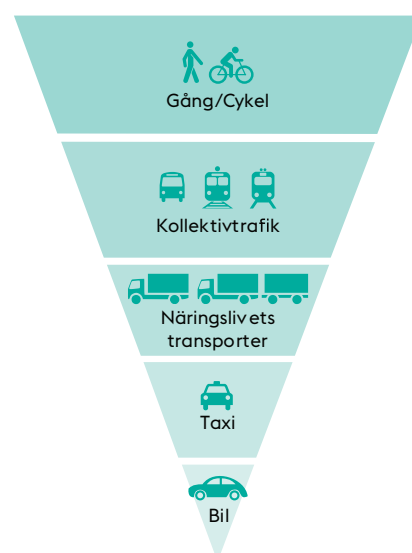 Gång/Cykel
Kollektivtrafik
Näringslivets
transporter
Taxi
Bil